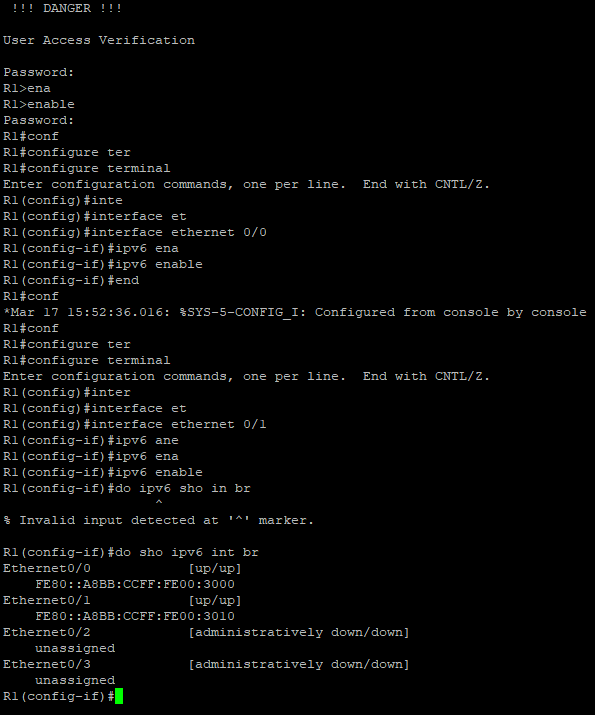 !!! DANGER !!!
User Access Verification
Password:
R1>ena
R1>enable
Password:
R1#conf
R1#configure ter
R1#configure terminal
Enter configuration commands, one per line.  End with CNTL/Z.
R1(config)#inte
R1(config)#interface et
R1(config)#interface ethernet 0/0
R1(config-if)#ipv6 ena
R1(config-if)#ipv6 enable
R1(config-if)#end
R1#conf
*Mar 17 15:52:36.016: %SYS-5-CONFIG_I: Configured from console by console
R1#conf
R1#configure ter
R1#configure terminal
Enter configuration commands, one per line.  End with CNTL/Z.
R1(config)#inter
R1(config)#interface et
R1(config)#interface ethernet 0/1
R1(config-if)#ipv6 ane
R1(config-if)#ipv6 ena
R1(config-if)#ipv6 enable
R1(config-if)#do ipv6 sho in br
^
% Invalid input detected at '^' marker.
R1(config-if)#do sho ipv6 int br
Ethernet0/0            [up/up]
    FE80::A8BB:CCFF:FE00:3000
Ethernet0/1            [up/up]
    FE80::A8BB:CCFF:FE00:3010
Ethernet0/2            [administratively down/down]
    unassigned
Ethernet0/3            [administratively down/down]
    unassigned
R1(config-if)#